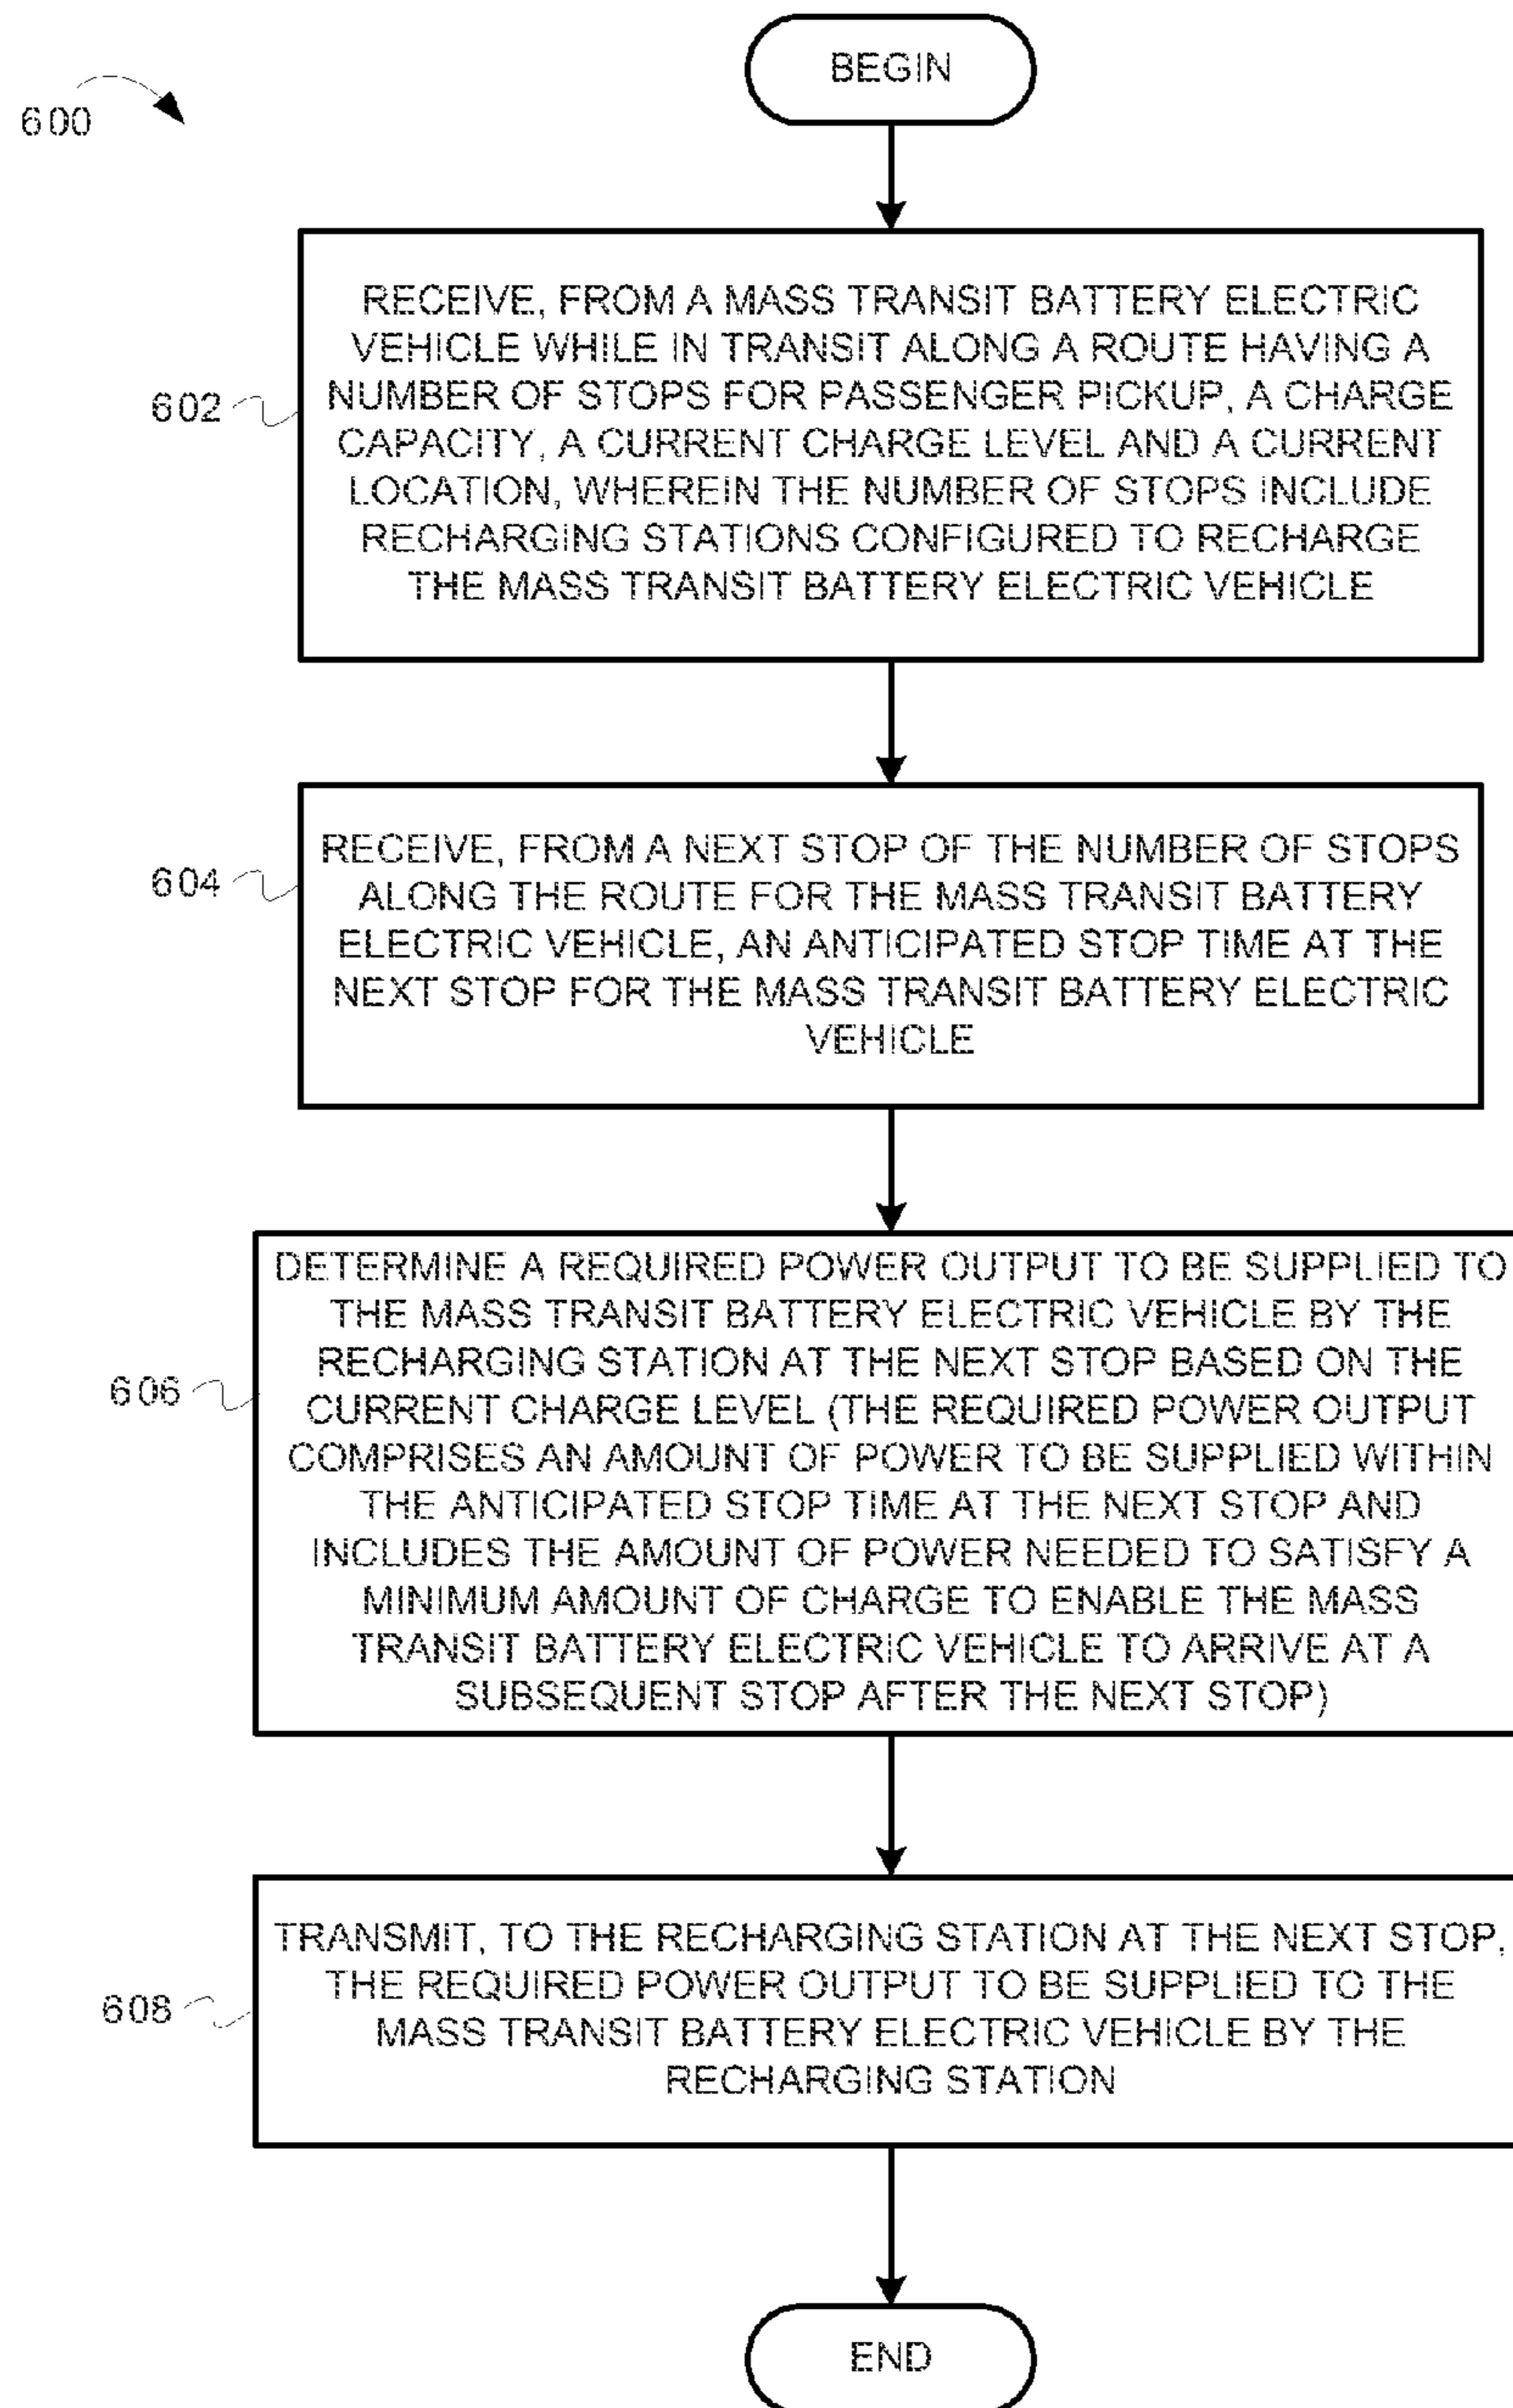 BEGIN
600
RECEIVE, FROM A MASS TRANSIT BATTERY ELECTRIC
VEHICLE WHILE IN TRANSIT ALONG A ROUTE HAVING A
NUMBER OF STOPS FOR PASSENGER PICKUP, A CHARGE
CAPACITY, A CURRENT CHARGE LEVEL AND A CURRENT
LOCATION, WHEREIN THE NUMBER OF STOPS INCLUDE
RECHARGING STATIONS CONFIGURED TO RECHARGE
THE MASS TRANSIT BATTERY ELECTRIC VEHICLE
602
RECEIVE, FROM A NEXT STOP OF THE NUMBER OF STOPS
ALONG THE ROUTE FOR THE MASS TRANSIT BATTERY
ELECTRIC VEHICLE, AN ANTICIPATED STOP TIME AT THE
NEXT STOP FOR THE MASS TRANSIT BATTERY ELECTRIC
VEHICLE
604
DETERMINE A REQUIRED POWER OUTPUT TO BE SUPPLIED TO
THE MASS TRANSIT BATTERY ELECTRIC VEHICLE BY THE
RECHARGING STATION AT THE NEXT STOP BASED ON THE
CURRENT CHARGE LEVEL (THE REQUIRED POWER OUTPUT
COMPRISES AN AMOUNT OF POWER TO BE SUPPLIED WITHIN
THE ANTICIPATED STOP TIME AT THE NEXT STOP AND
INCLUDES THE AMOUNT OF POWER NEEDED TO SATISFY A
MINIMUM AMOUNT OF CHARGE TO ENABLE THE MASS
TRANSIT BATTERY ELECTRIC VEHICLE TO ARRIVE AT A
SUBSEQUENT STOP AFTER THE NEXT STOP)
606
TRANSMIT, TO THE RECHARGING STATION AT THE NEXT STOP,
THE REQUIRED POWER OUTPUT TO BE SUPPLIED TO THE
MASS TRANSIT BATTERY ELECTRIC VEHICLE BY THE
RECHARGING STATION
608
END